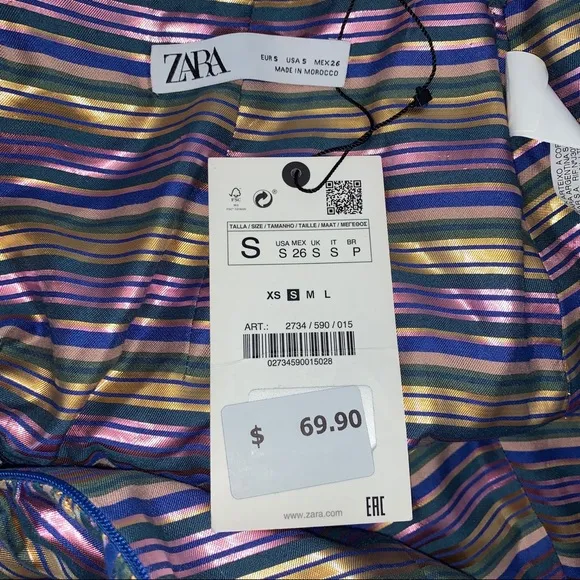 ZARA
EUR S USA S MEX 26
MADE IN MOROCCO
FSC
TALLA / SIZE / TAMANHO / TAILLE / MAAT / ΜΕΓΕΘΟΣ
S
USA MEX UK IT BR
S 26 S S P
XS S M L
ART.: 2734 / 590 / 015
02734590015028
$ 69.90
www.zara.com
EAC